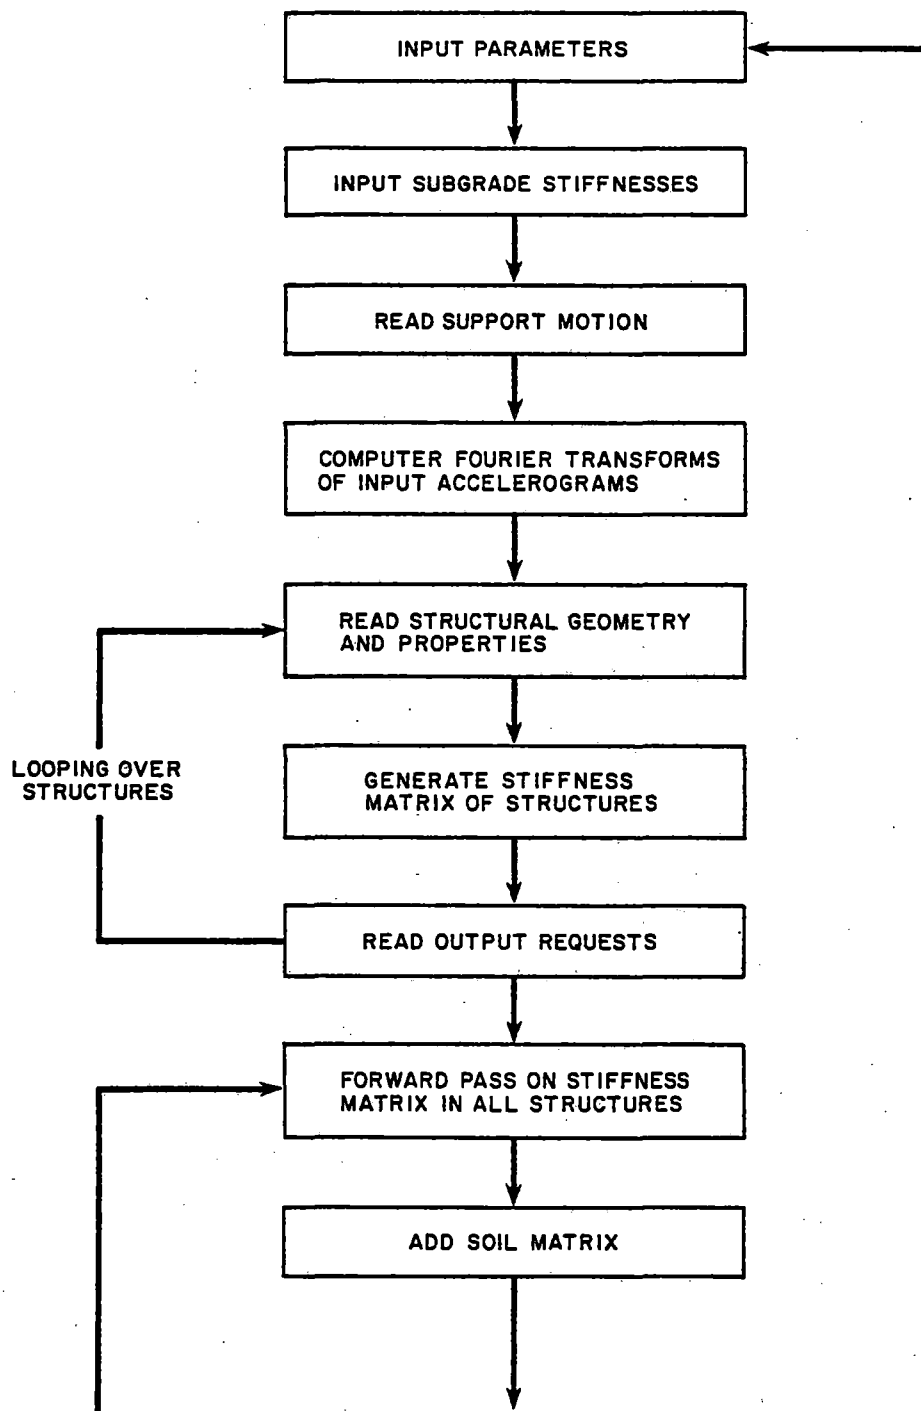 INPUT PARAMETERS
INPUT SUBGRADE STIFFNESSES
READ SUPPORT MOTION
COMPUTER FOURIER TRANSFORMS
OF INPUT ACCELEROGRAMS
READ STRUCTURAL GEOMETRY
AND PROPERTIES
LOOPING OVER
STRUCTURES
GENERATE STIFFNESS
MATRIX OF STRUCTURES
READ OUTPUT REQUESTS
FORWARD PASS ON STIFFNESS
MATRIX IN ALL STRUCTURES
ADD SOIL MATRIX